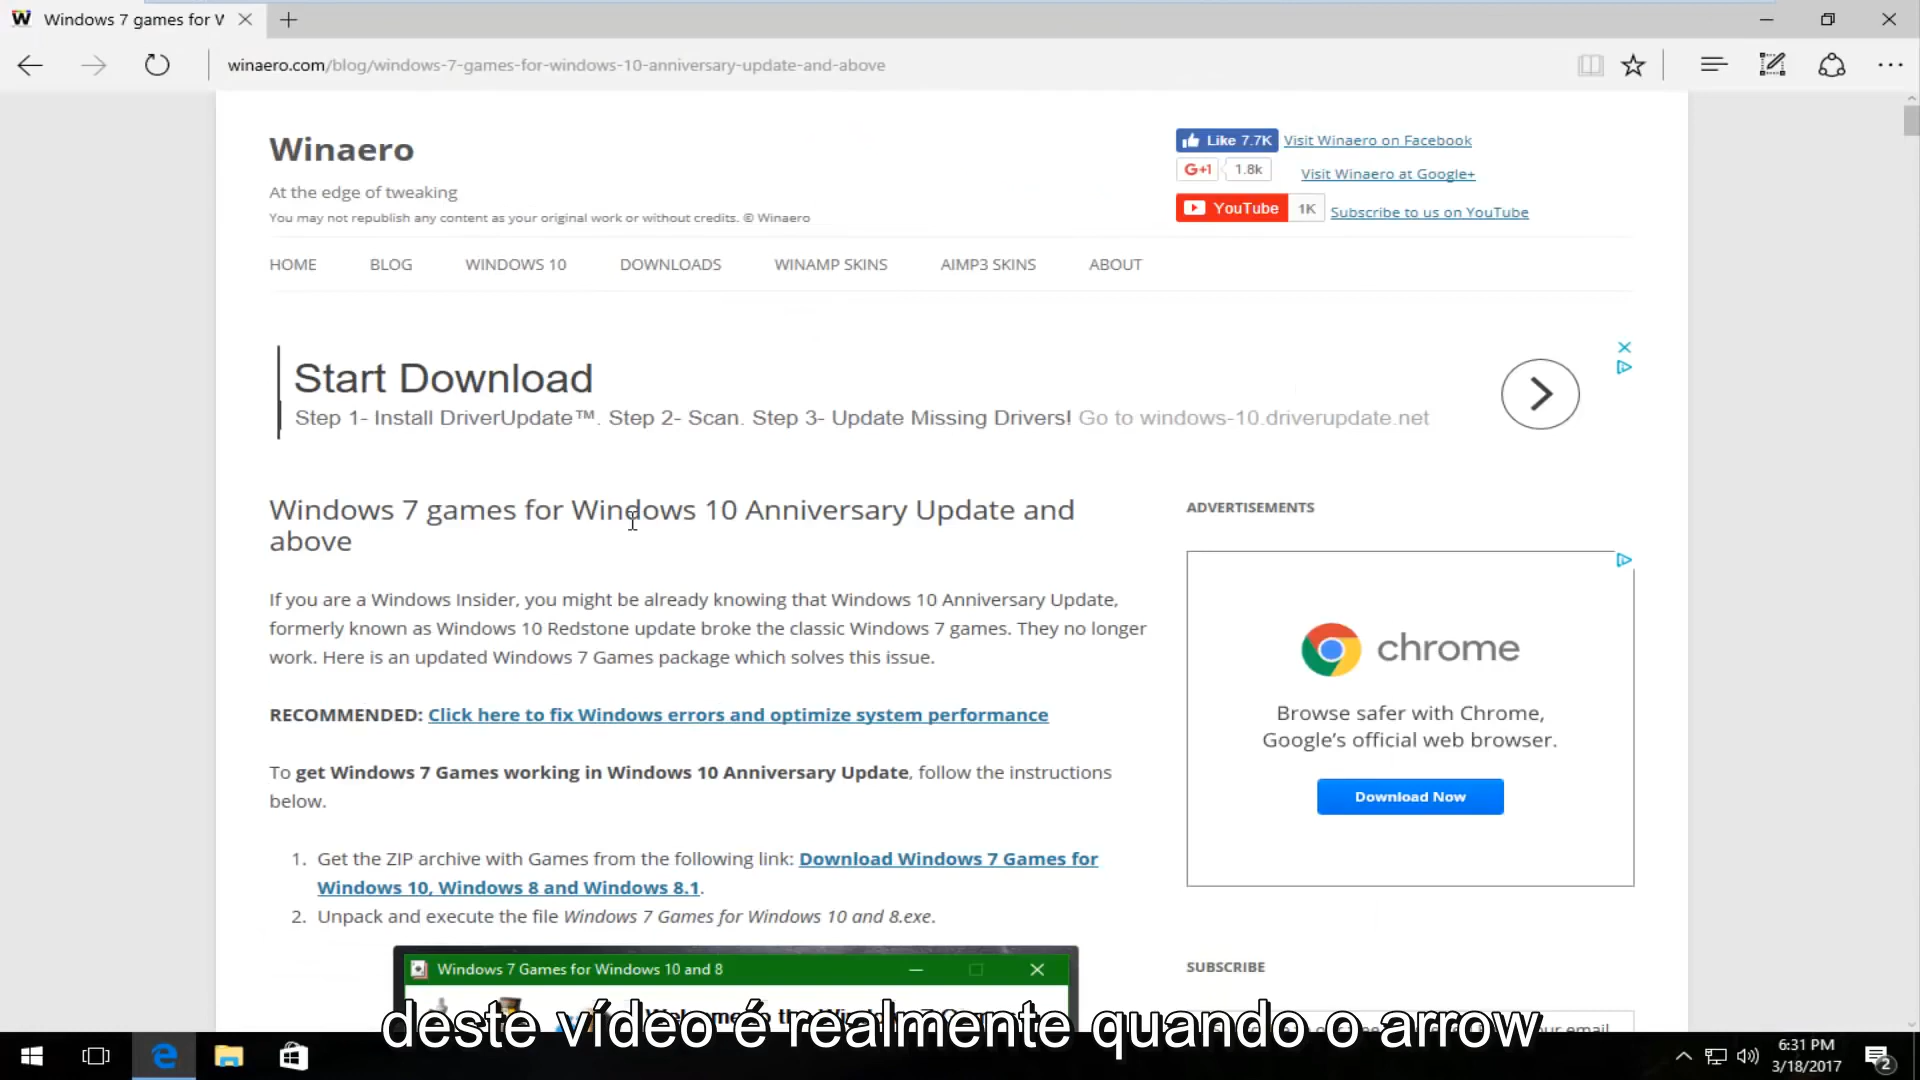 Windows 7 games for W
winaero.com/blog/windows-7-games-for-windows-10-anniversary-update-and-above
Winaero
At the edge of tweaking
You may not republish any content as your original work or without credits. © Winaero
Like 7.7K Visit Winaero on Facebook
G+1 1.8k Visit Winaero at Google+
YouTube 1K Subscribe to us on YouTube
HOME BLOG WINDOWS 10 DOWNLOADS WINAMP SKINS AIMP3 SKINS ABOUT
Start Download
Step 1- Install DriverUpdate™. Step 2- Scan. Step 3- Update Missing Drivers! Go to windows-10.driverupdate.net
Windows 7 games for Windows 10 Anniversary Update and
above
If you are a Windows Insider, you might be already knowing that Windows 10 Anniversary Update,
formerly known as Windows 10 Redstone update broke the classic Windows 7 games. They no longer
work. Here is an updated Windows 7 Games package which solves this issue.
RECOMMENDED: Click here to fix Windows errors and optimize system performance
To get Windows 7 Games working in Windows 10 Anniversary Update, follow the instructions
below.
1. Get the ZIP archive with Games from the following link: Download Windows 7 Games for
Windows 10, Windows 8 and Windows 8.1.
2. Unpack and execute the file Windows 7 Games for Windows 10 and 8.exe.
Windows 7 Games for Windows 10 and 8
ADVERTISEMENTS
chrome
Browse safer with Chrome,
Google's official web browser.
Download Now
SUBSCRIBE
your email
deste vídeo é realmente quando o arrow
6:31 PM
3/18/2017
2